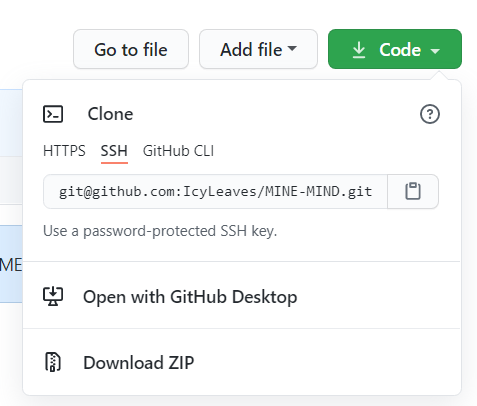 Go to file Add file Code
Clone
HTTPS SSH GitHub CLI
git@github.com:IcyLeaves/MINE-MIND.git
Use a password-protected SSH key.
ME
Open with GitHub Desktop
Download ZIP